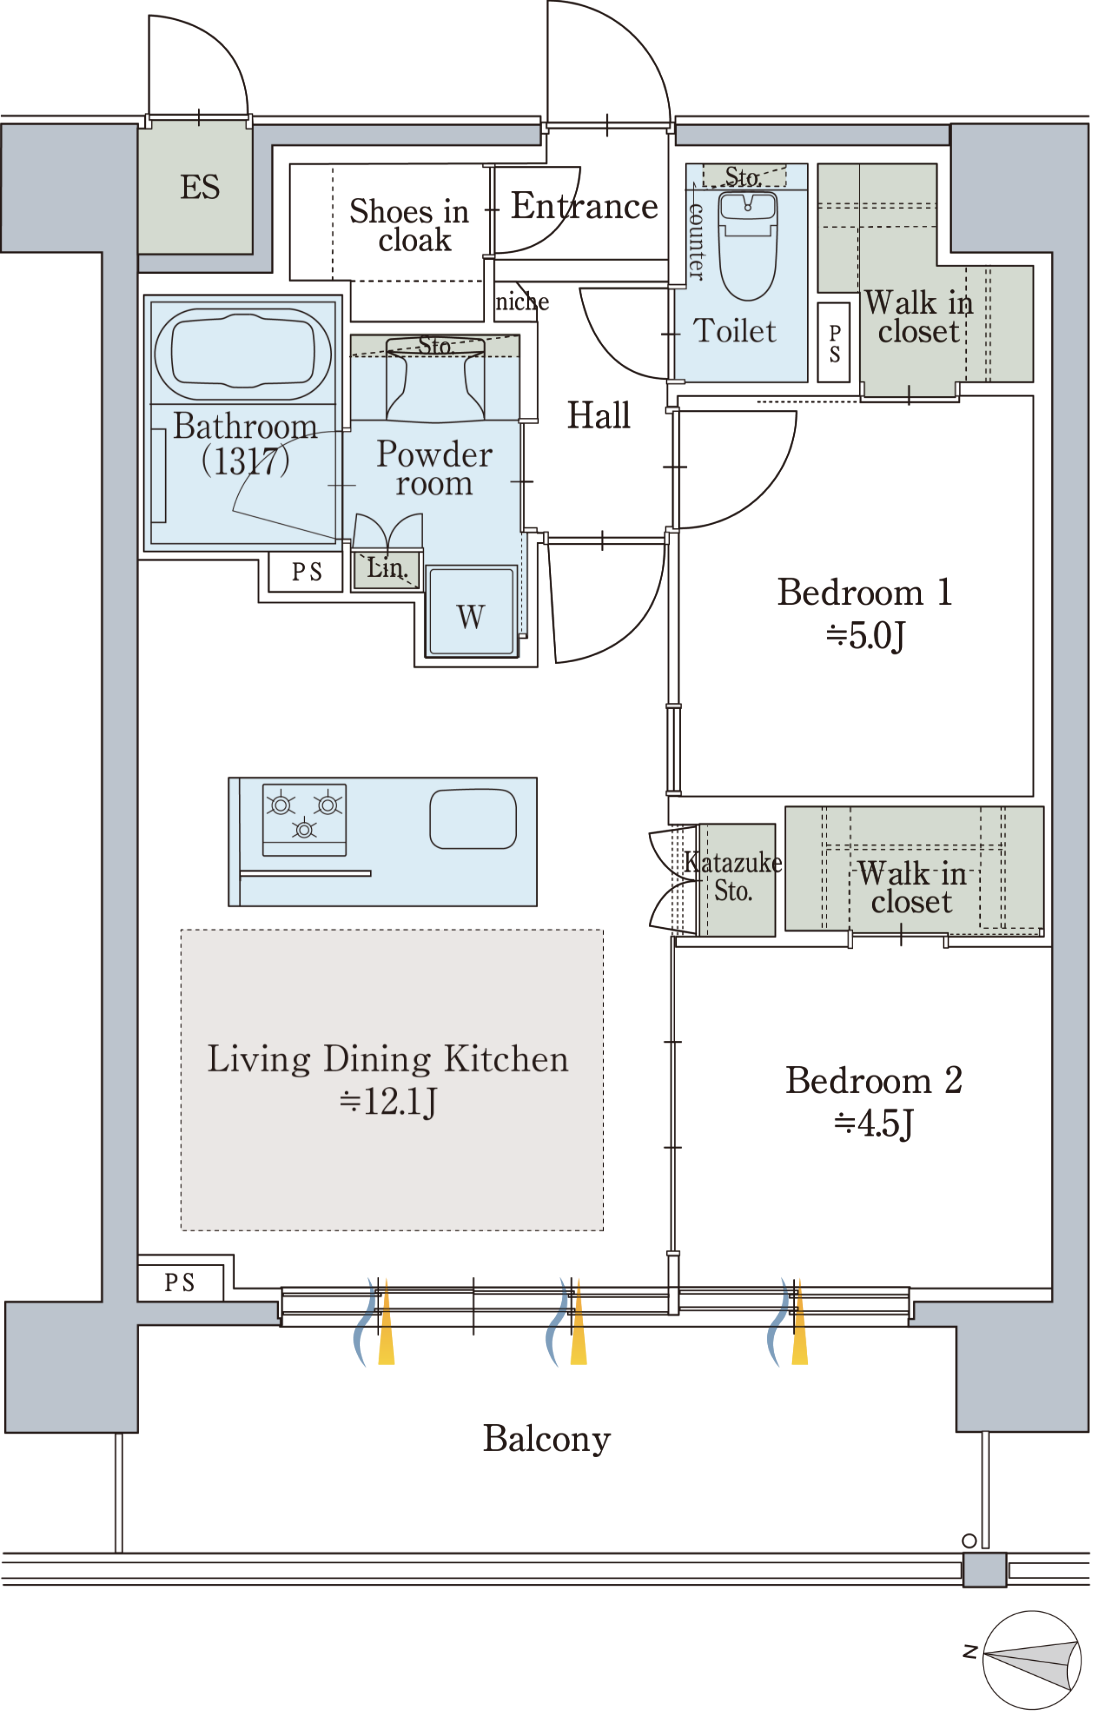 ES
Shoes in
cloak
Entrance
Sto.
counter
Toilet
Walk in
closet
PS
niche
Sto.
Hall
Bathroom
(1317)
Powder
room
PS
Lin.
W
Bedroom 1
≒5.0J
Katazuke
Sto.
Walk in
closet
Living Dining Kitchen
≒12.1J
Bedroom 2
≒4.5J
PS
Balcony
N